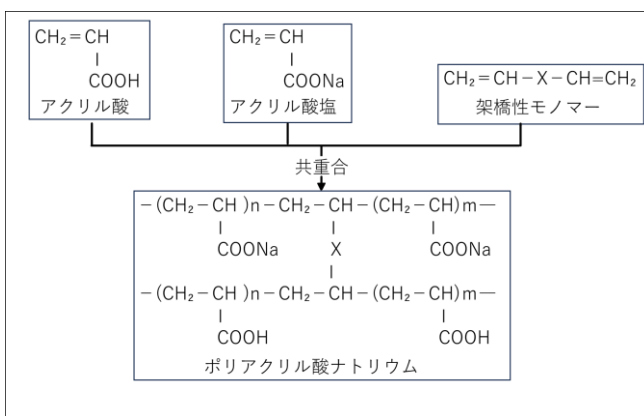 CH₂=CH
|
COOH
アクリル酸
CH₂=CH
|
COONa
アクリル酸塩
CH₂=CH-X-CH=CH₂
架橋性モノマー
共重合
-(CH₂-CH )n-CH₂-CH-(CH₂-CH)m-
| | |
COONa X COONa
|
-(CH₂-CH )n-CH₂-CH-(CH₂-CH)m-
| |
COOH COOH
ポリアクリル酸ナトリウム